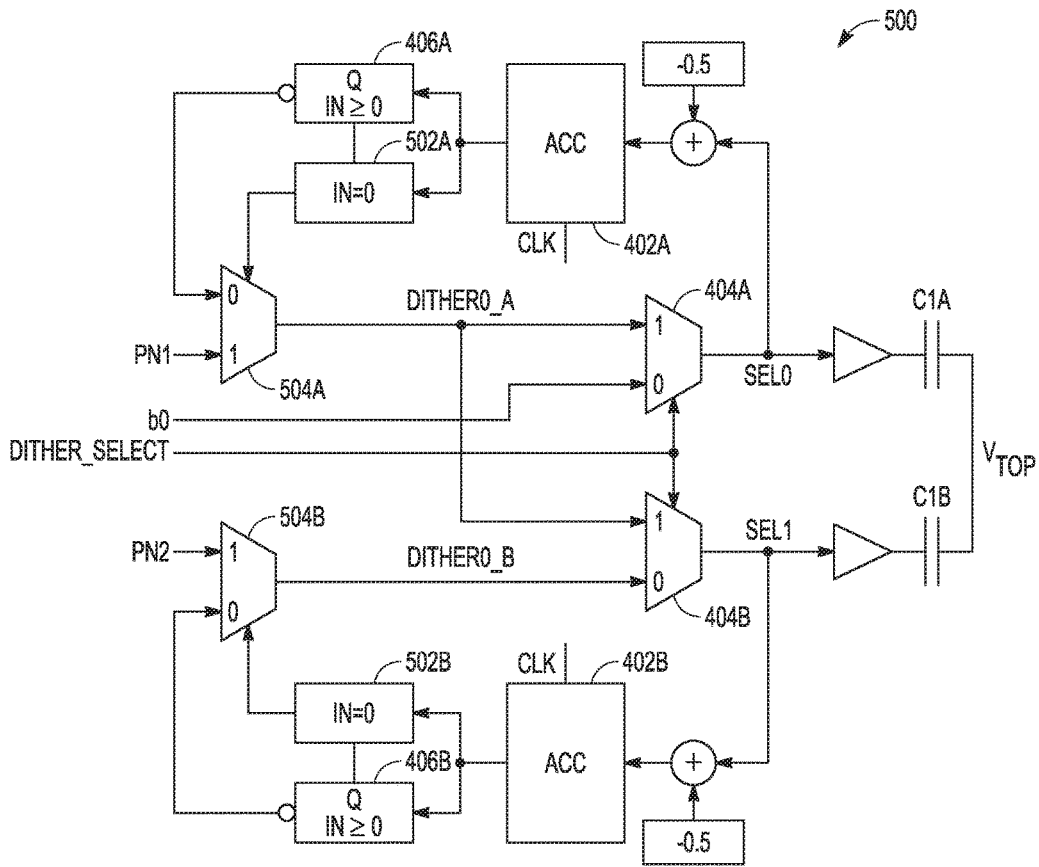 500
406A
-0.5
Q
IN ≥ 0
502A
ACC
+
IN=0
CLK
402A
0
DITHER0_A
404A
C1A
1
PN1
1
504A
0
SEL0
b0
DITHER_SELECT
VTOP
504B
C1B
PN2
1
1
SEL1
DITHER0_B
0
0
404B
502B
CLK
402B
IN=0
406B
ACC
+
Q
IN ≥ 0
-0.5